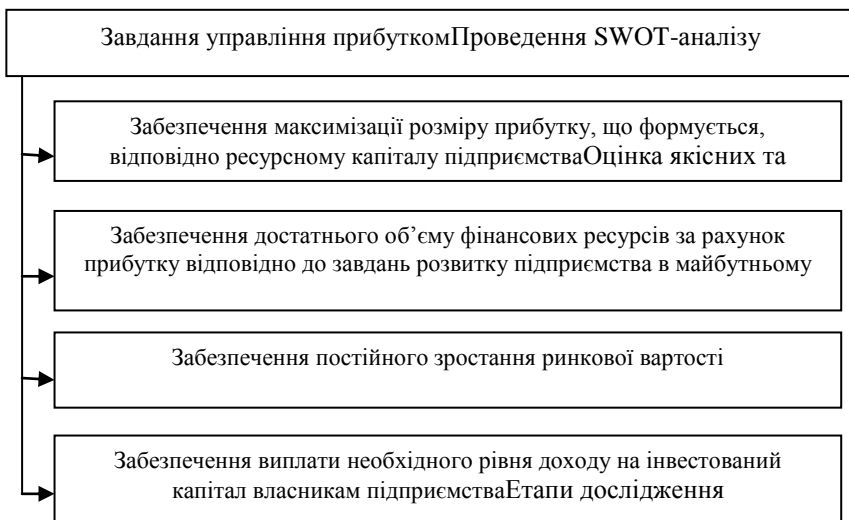 Завдання управління прибуткомПроведення SWOT-аналізу
Забезпечення максимізації розміру прибутку, що формується,
відповідно ресурсному капіталу підприємстваОцінка якісних та
Забезпечення достатнього об’єму фінансових ресурсів за рахунок
прибутку відповідно до завдань розвитку підприємства в майбутньому
Забезпечення постійного зростання ринкової вартості
Забезпечення виплати необхідного рівня доходу на інвестований
капітал власникам підприємстваЕтапи дослідження